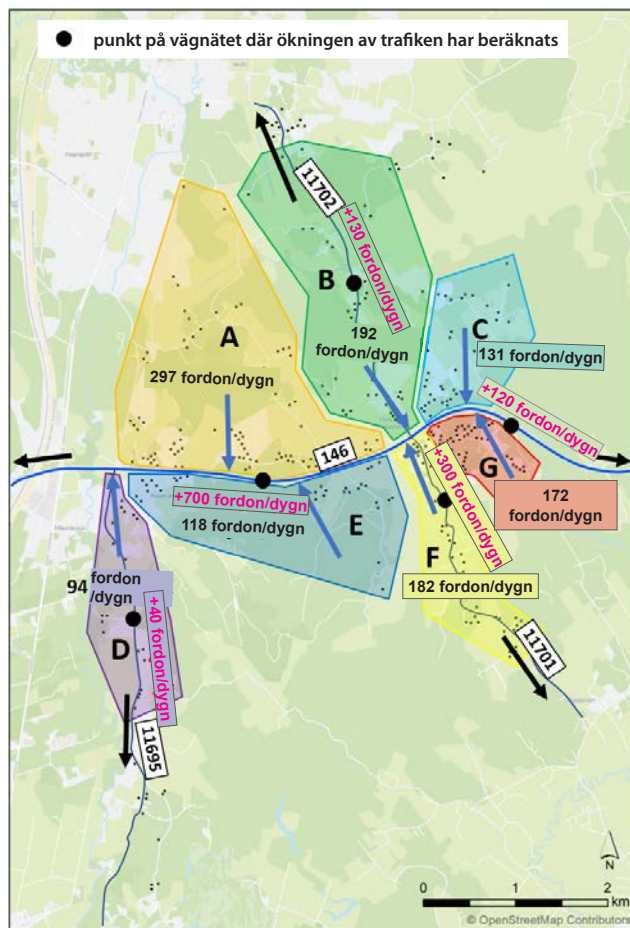 punkt på vägnätet där ökningen av trafiken har beräknats
11702
+130 fordon/dygn
B
192
fordon/dygn
C
131 fordon/dygn
A
297 fordon/dygn
+120 fordon/dygn
146
G
+300 fordon/dygn
172
fordon/dygn
+700 fordon/dygn
118 fordon/dygn
E
F
182 fordon/dygn
94 fordon
/dygn
+40 fordon/dygn
D
11701
11695
N
0 1 2
km
© OpenStreetMap Contributors